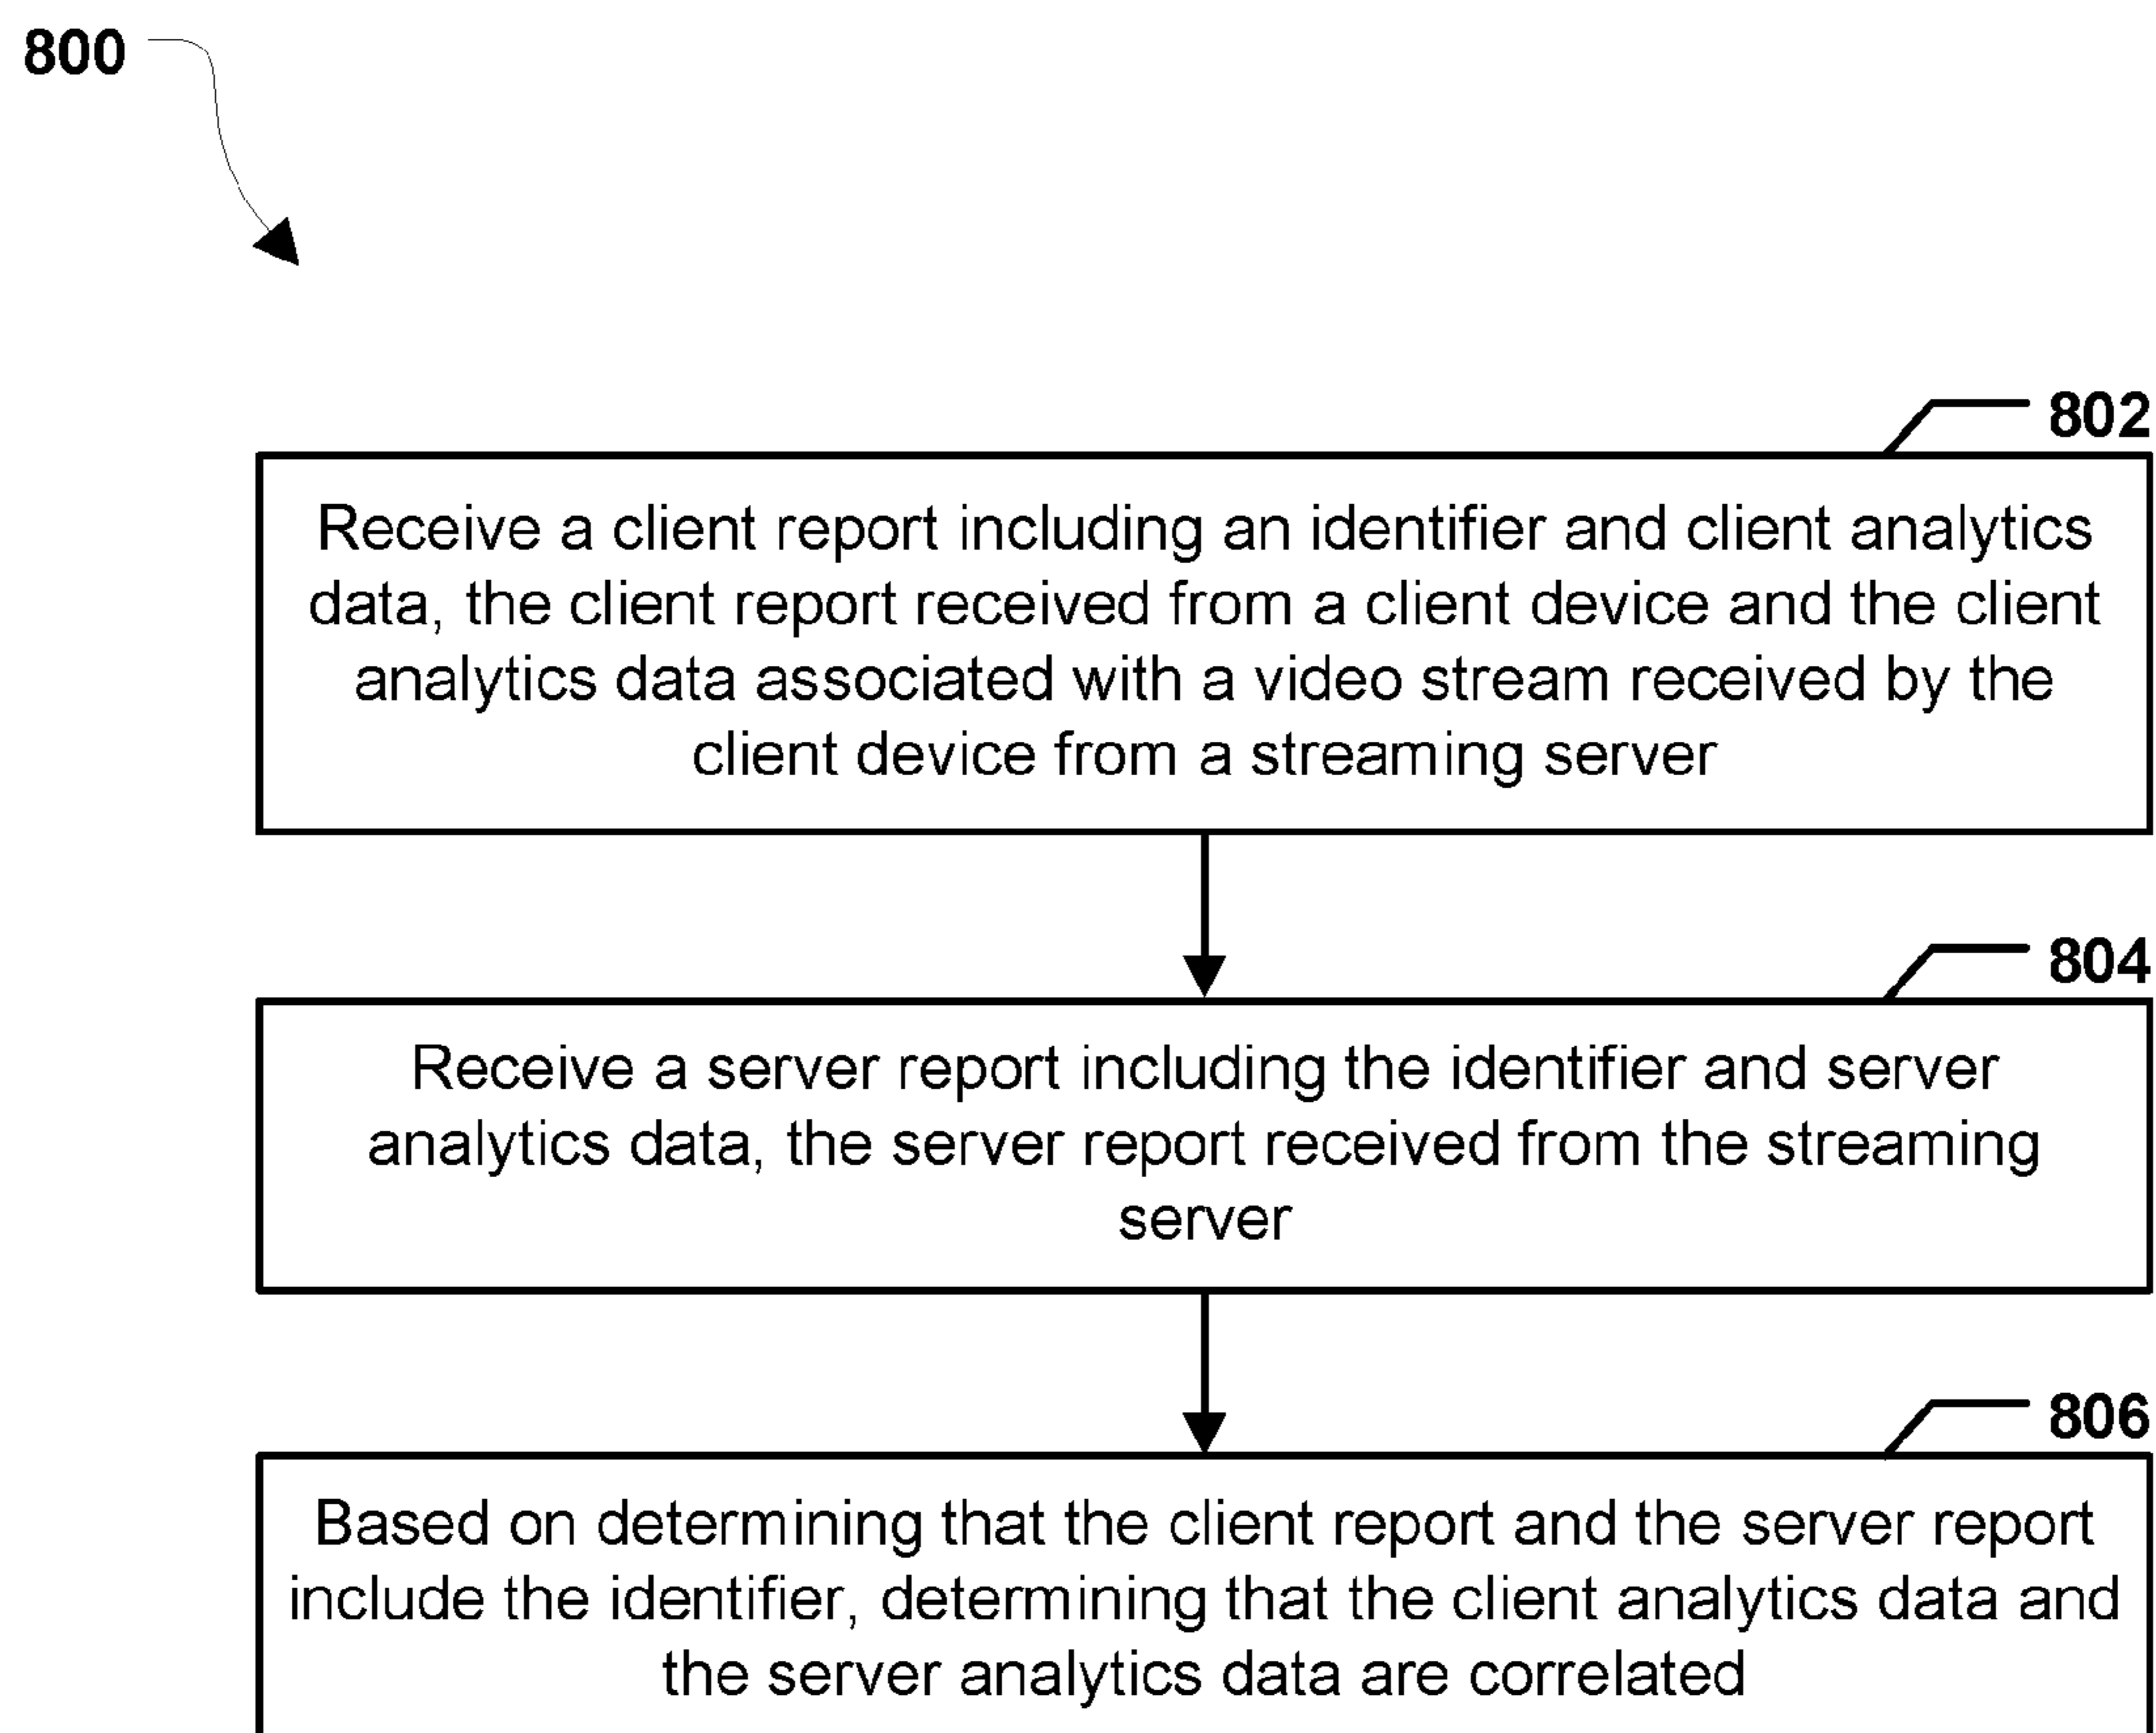 800
802
Receive a client report including an identifier and client analytics
data, the client report received from a client device and the client
analytics data associated with a video stream received by the
client device from a streaming server
804
Receive a server report including the identifier and server
analytics data, the server report received from the streaming
server
806
Based on determining that the client report and the server report
include the identifier, determining that the client analytics data and
the server analytics data are correlated